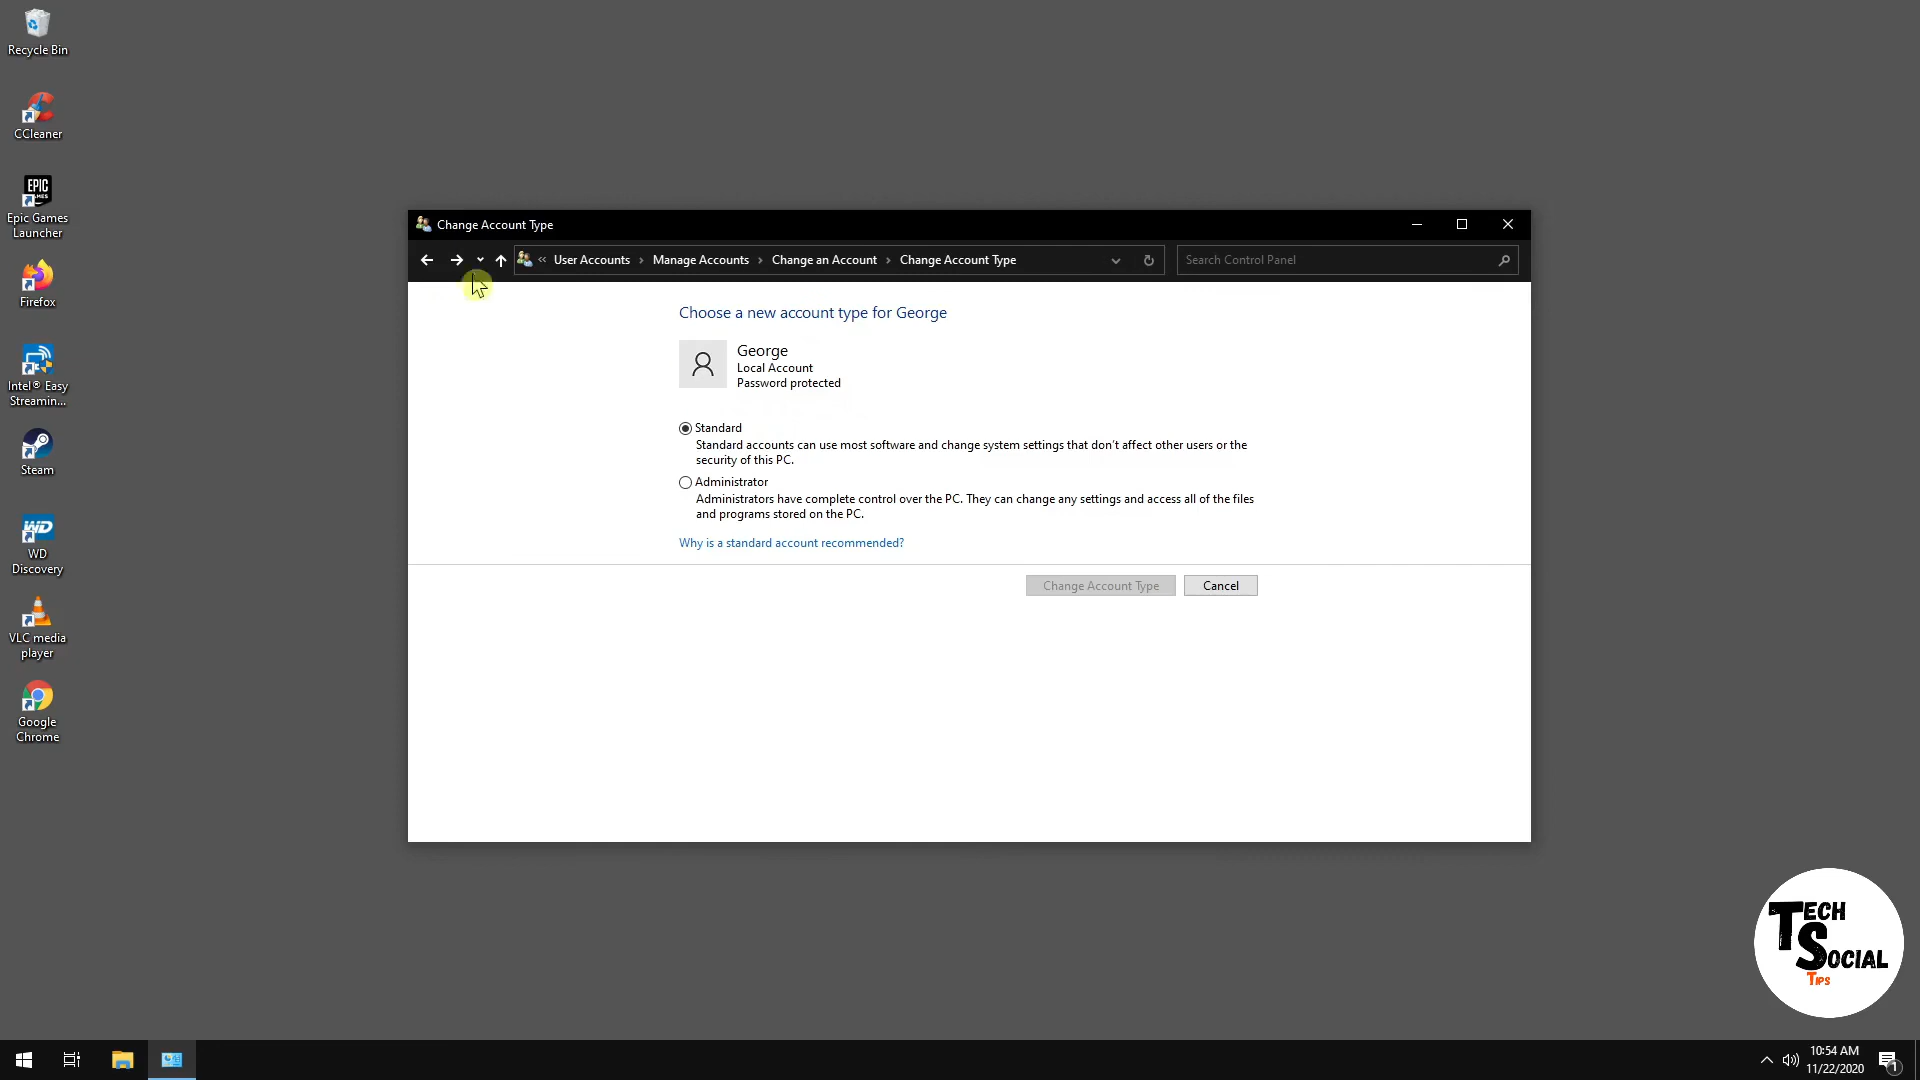 Recycle Bin
CCleaner
EPIC
GAMES
Epic Games
Launcher
Firefox
Intel® Easy
Streamin...
Steam
WD
WD
Discovery
VLC media
player
Google
Chrome
Change Account Type
« User Accounts › Manage Accounts › Change an Account › Change Account Type
Search Control Panel
Choose a new account type for George
George
Local Account
Password protected
Standard
Standard accounts can use most software and change system settings that don't affect other users or the
security of this PC.
Administrator
Administrators have complete control over the PC. They can change any settings and access all of the files
and programs stored on the PC.
Why is a standard account recommended?
Change Account Type
Cancel
TECH
SOCIAL
TIPS
10:54 AM
11/22/2020
1